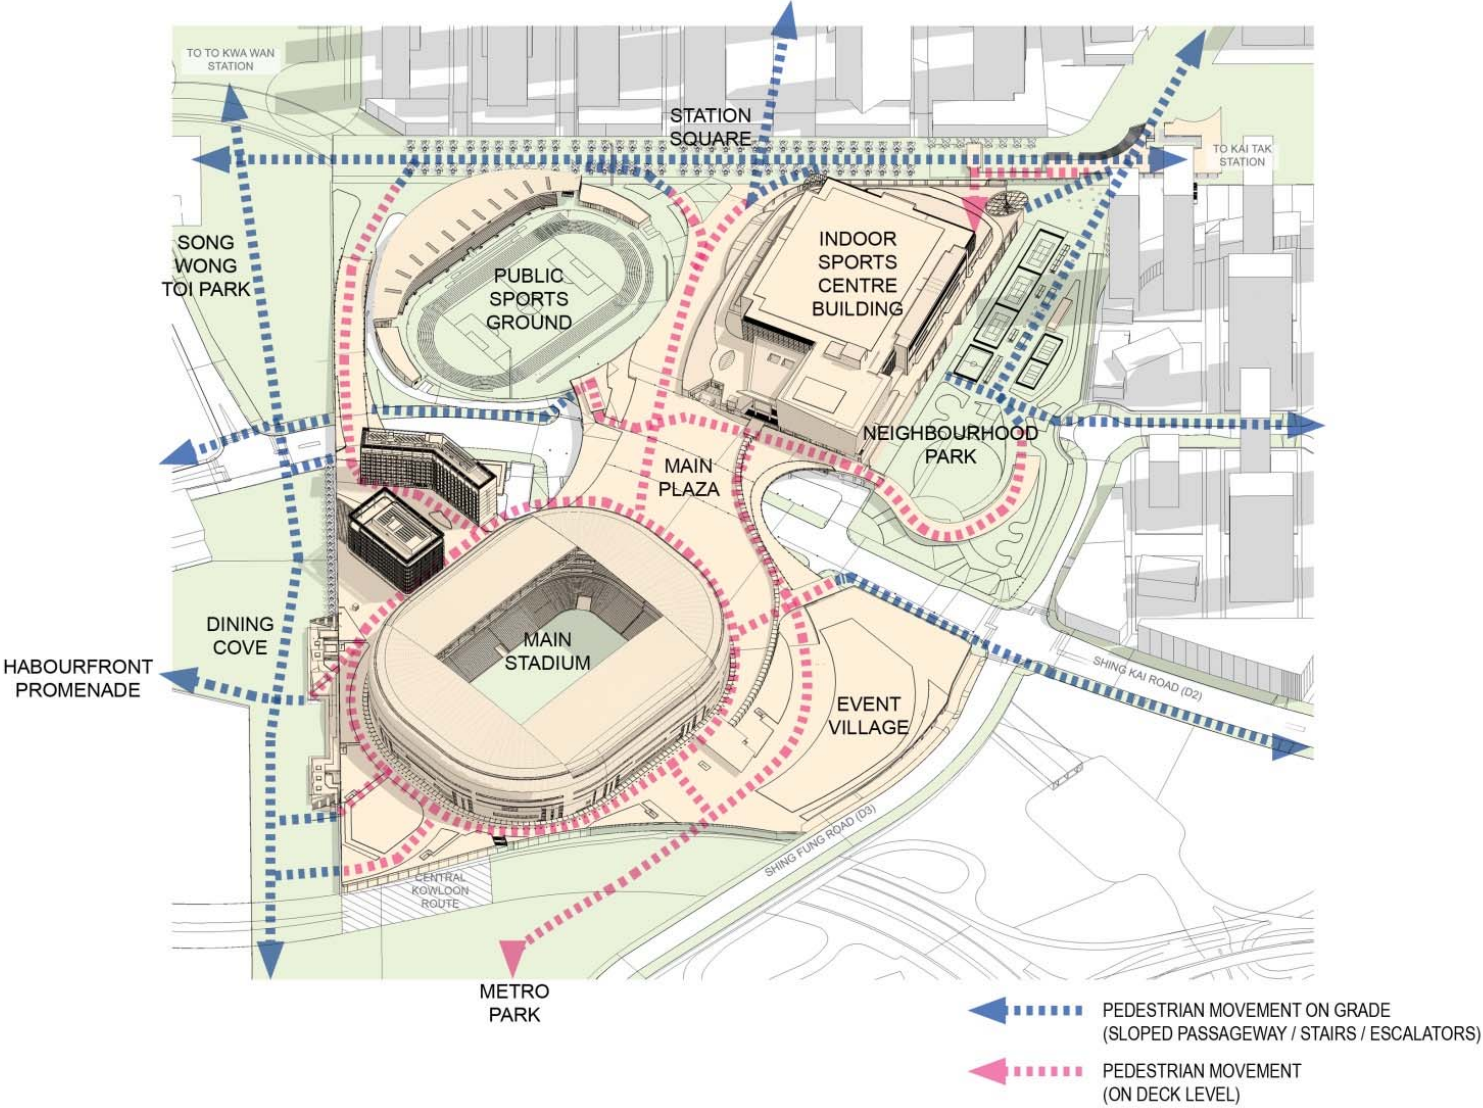 TO TO KWA WAN
STATION
STATION
SQUARE
TO KAI TAK
STATION
SONG
WONG
TOI PARK
PUBLIC
SPORTS
GROUND
INDOOR
SPORTS
CENTRE
BUILDING
NEIGHBOURHOOD
PARK
MAIN
PLAZA
DINING
COVE
MAIN
STADIUM
HABOURFRONT
PROMENADE
EVENT
VILLAGE
SHING KAI ROAD (D2)
SHING FUNG ROAD (D3)
CENTRAL
KOWLOON
ROUTE
METRO
PARK
PEDESTRIAN MOVEMENT ON GRADE
(SLOPED PASSAGEWAY / STAIRS / ESCALATORS)
PEDESTRIAN MOVEMENT
(ON DECK LEVEL)